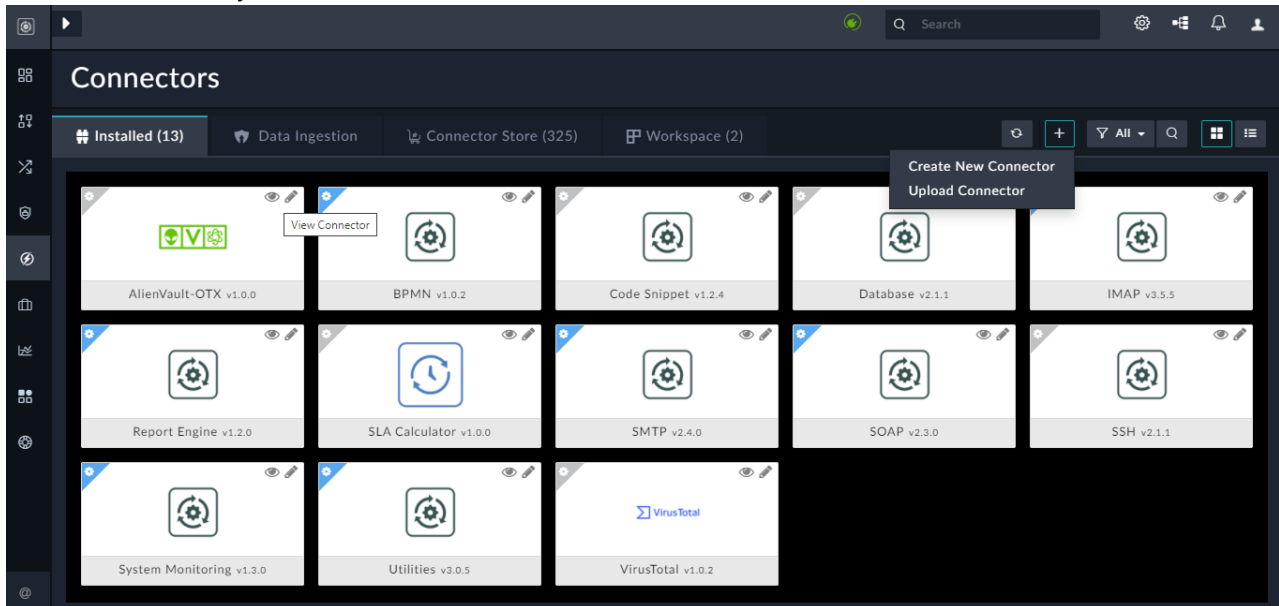 Search
Connectors
Installed (13)
Data Ingestion
Connector Store (325)
Workspace (2)
All
Create New Connector
Upload Connector
View Connector
AlienVault-OTX v1.0.0
BPMN v1.0.2
Code Snippet v1.2.4
Database v2.1.1
IMAP v3.5.5
Report Engine v1.2.0
SLA Calculator v1.0.0
SMTP v2.4.0
SOAP v2.3.0
SSH v2.1.1
VirusTotal
System Monitoring v1.3.0
Utilities v3.0.5
VirusTotal v1.0.2
@